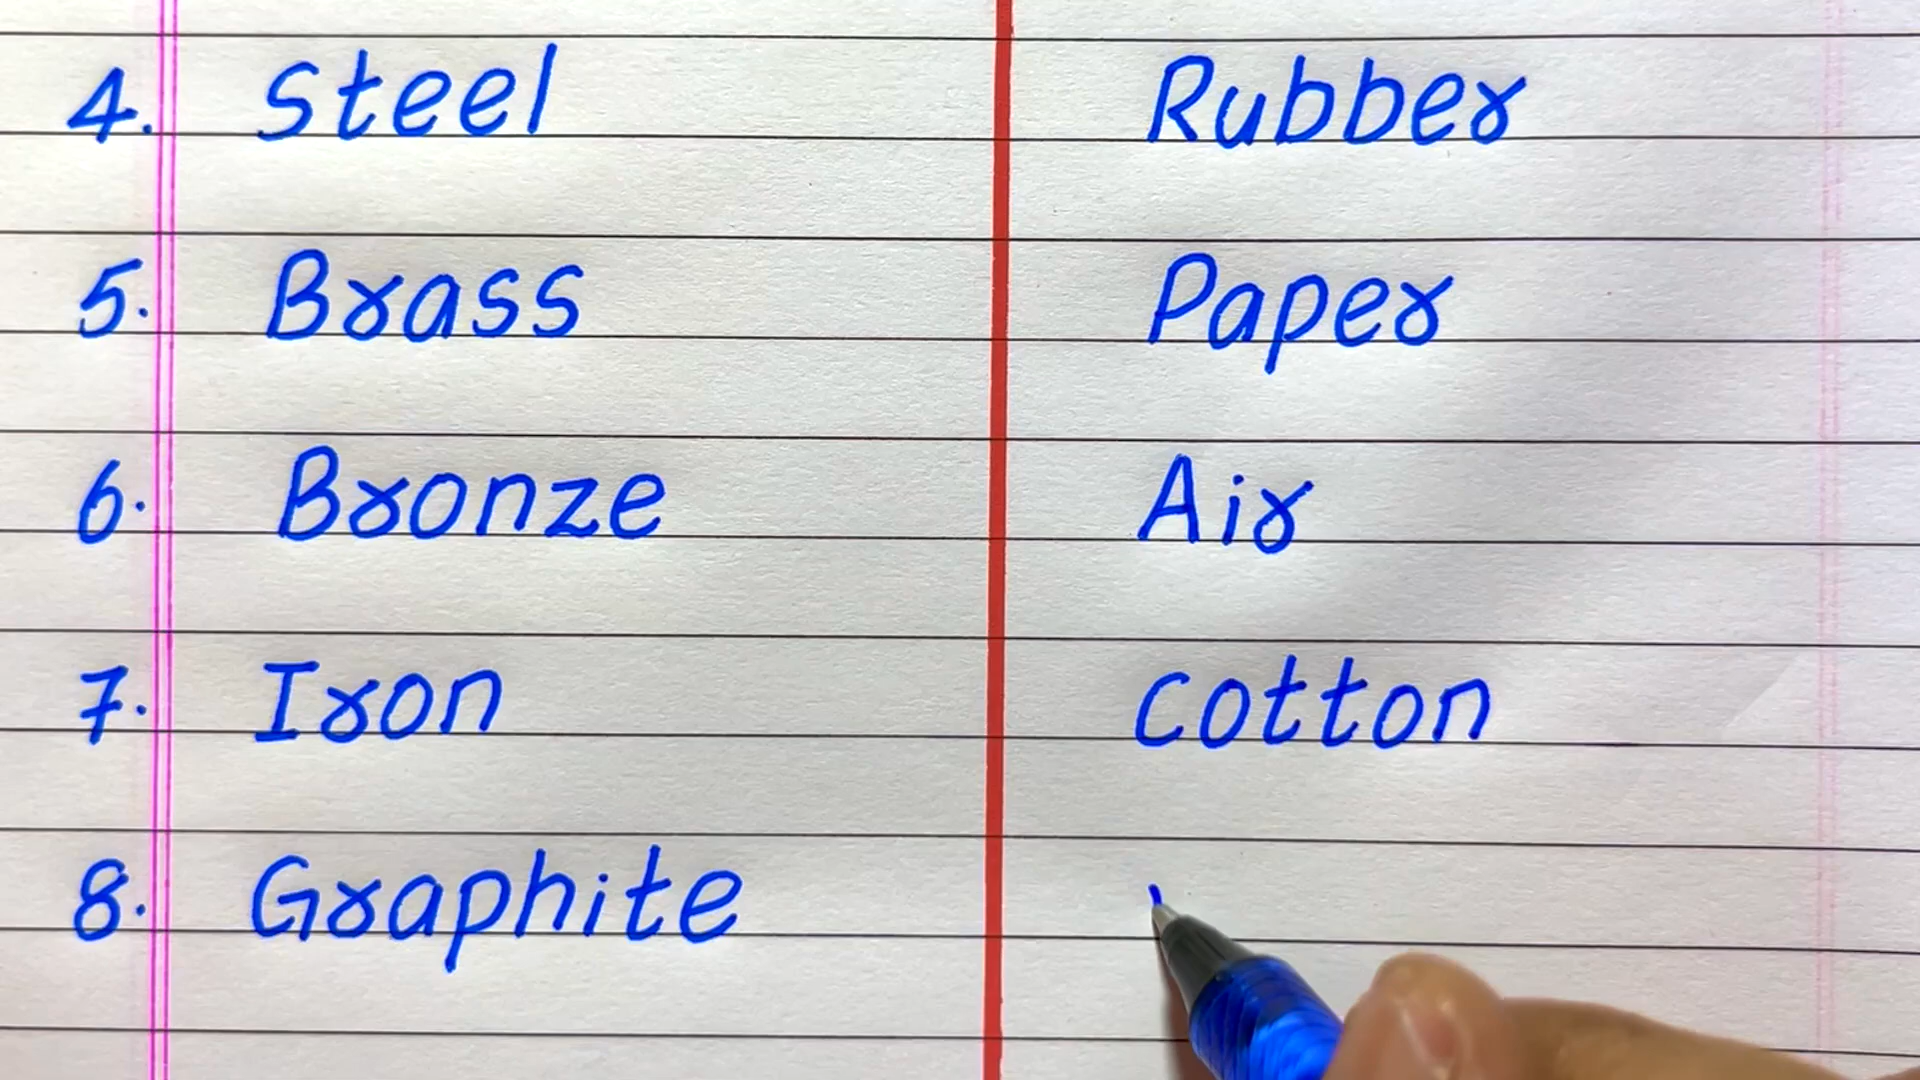 4. Steel Rubber
5. Brass Paper
6. Bronze Air
7. Iron Cotton
8. Graphite